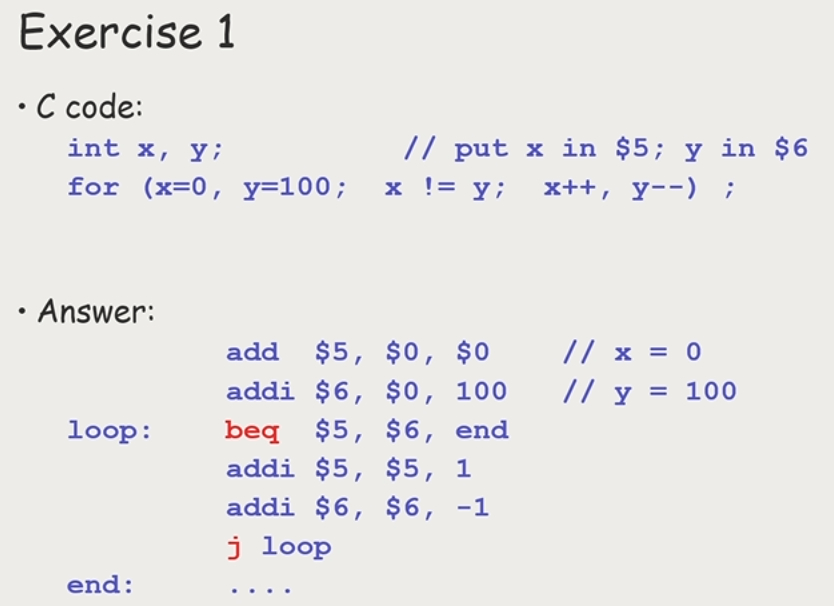 Exercise 1
• C code:
int x, y; // put x in $5; y in $6
for (x=0, y=100; x != y; x++, y--) ;
• Answer:
add $5, $0, $0 // x = 0
addi $6, $0, 100 // y = 100
loop: beq $5, $6, end
addi $5, $5, 1
addi $6, $6, -1
j loop
end: ....